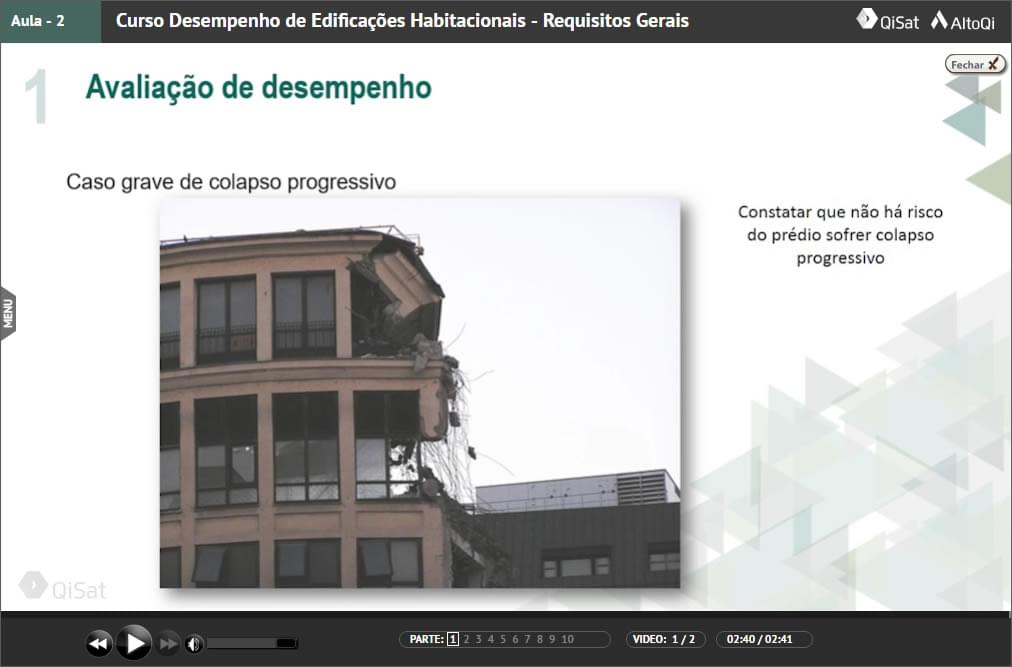 Aula - 2
Curso Desempenho de Edificações Habitacionais - Requisitos Gerais
QiSat
AltoQi
Fechar
1
Avaliação de desempenho
Caso grave de colapso progressivo
Constatar que não há risco
do prédio sofrer colapso
progressivo
MENU
QiSat
PARTE: 1 2 3 4 5 6 7 8 9 10
VIDEO: 1 / 2
02:40 / 02:41